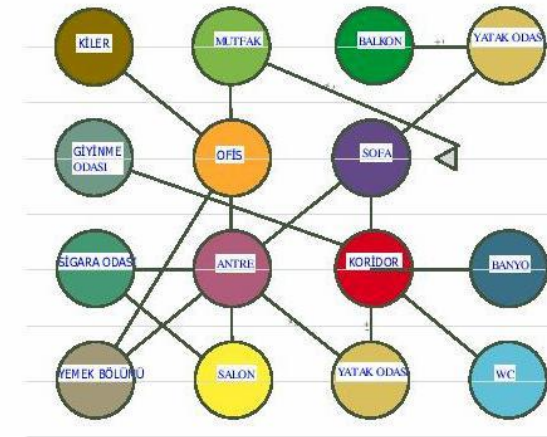 KİLER
MUTFAK
BALKON
YATAK ODAS
GİYİNME
ODASI
OFİS
SOFA
SİGARA ODASI
ANTRE
KORİDOR
BANYO
YEMEK BÖLÜMÜ
SALON
YATAK ODAS
WC